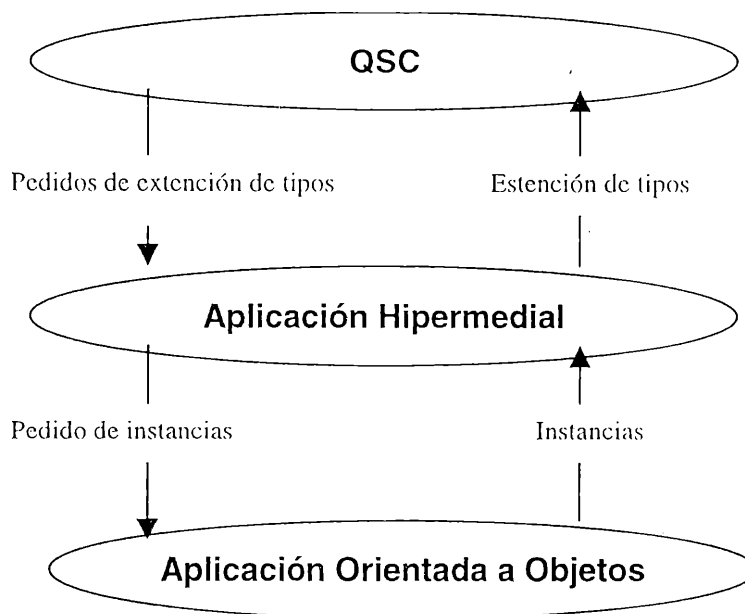 QSC
Pedidos de extención de tipos
Estención de tipos
Aplicación Hipermedial
Pedido de instancias
Instancias
Aplicación Orientada a Objetos